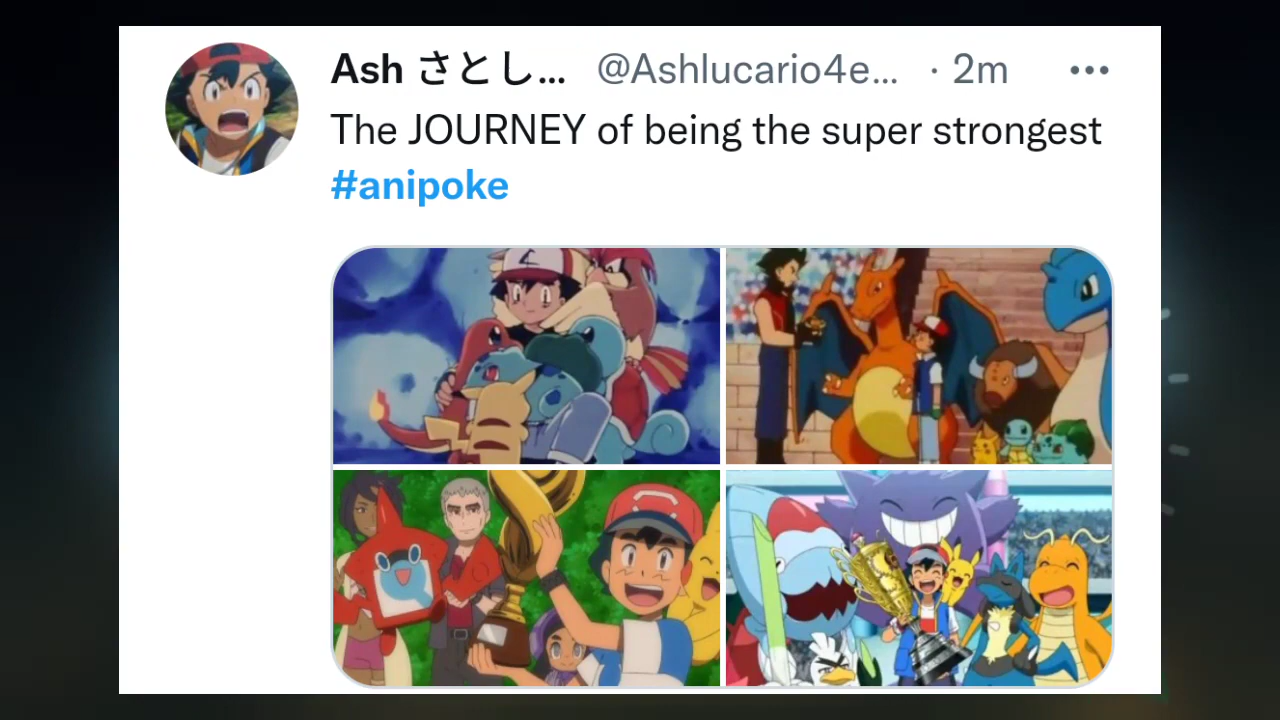 Ash さとし... @Ashlucario4e... · 2m
The JOURNEY of being the super strongest
#anipoke